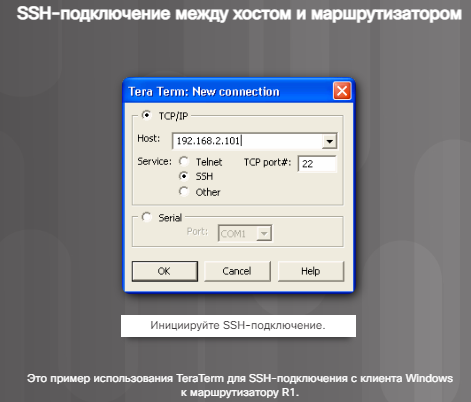 SSH-подключение между хостом и маршрутизатором
Tera Term: New connection
TCP/IP
Host: 192.168.2.101
Service: Telnet TCP port#: 22
SSH
Other
Serial
Port: COM1
OK Cancel Help
Инициируйте SSH-подключение.
Это пример использования TeraTerm для SSH-подключения с клиента Windows
к маршрутизатору R1.